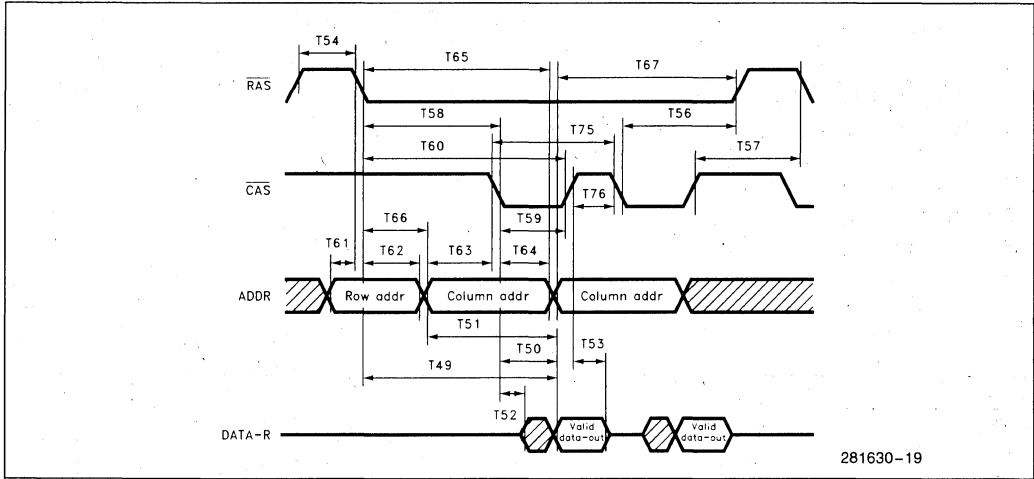 T54
T65
T67
RAS
T58
T75
T56
T60
T57
CAS
T76
T66
T59
T61
T62
T63
T64
ADDR
Row addr
Column addr
Column addr
T51
T50
T53
T49
T52
DATA-R
Valid
data-out
Valid
data-out
281630-19